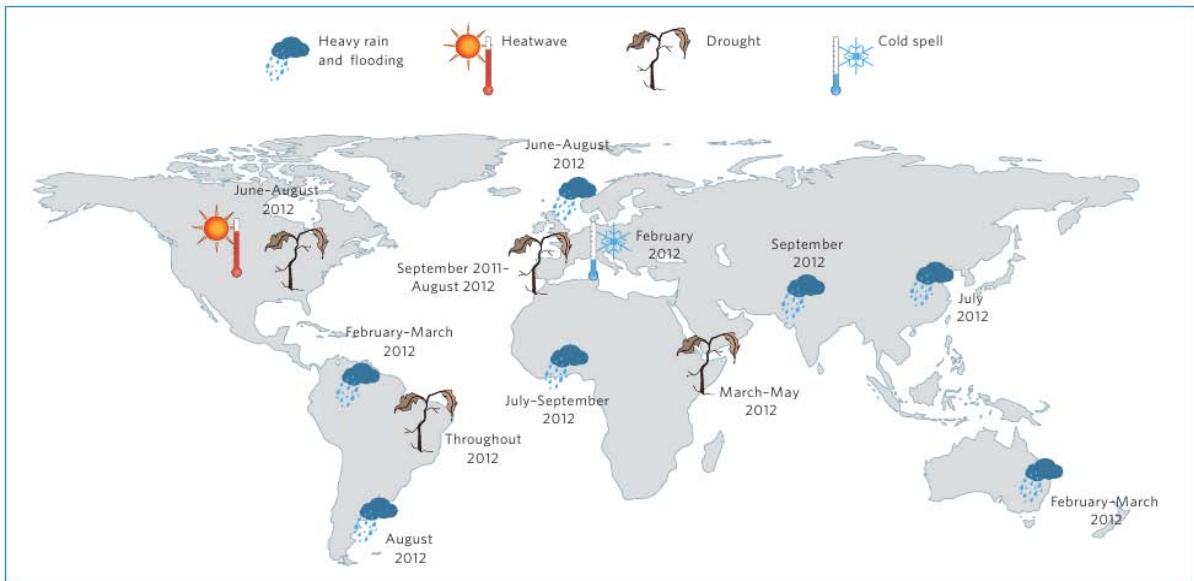 Heavy rain
and flooding
Heatwave
Drought
Cold spell
June–August
2012
June–August
2012
September 2011–
August 2012
February
2012
September
2012
July
2012
February–March
2012
July–September
2012
March–May
2012
Throughout
2012
August
2012
February–March
2012